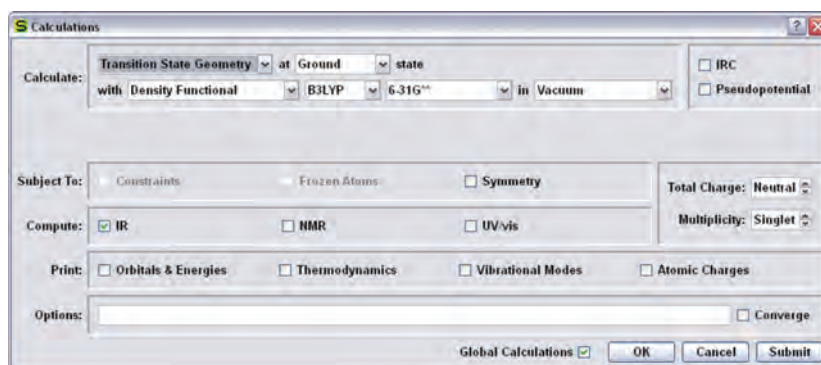 S Calculations
Calculate: Transition State Geometry at Ground state
with Density Functional B3LYP 6-31G** in Vacuum
IRC
Pseudopotential
Subject To: Constraints Frozen Atoms Symmetry
Total Charge: Neutral
Compute: IR NMR UV/vis
Multiplicity: Singlet
Print: Orbitals & Energies Thermodynamics Vibrational Modes Atomic Charges
Options: Converge
Global Calculations OK Cancel Submit